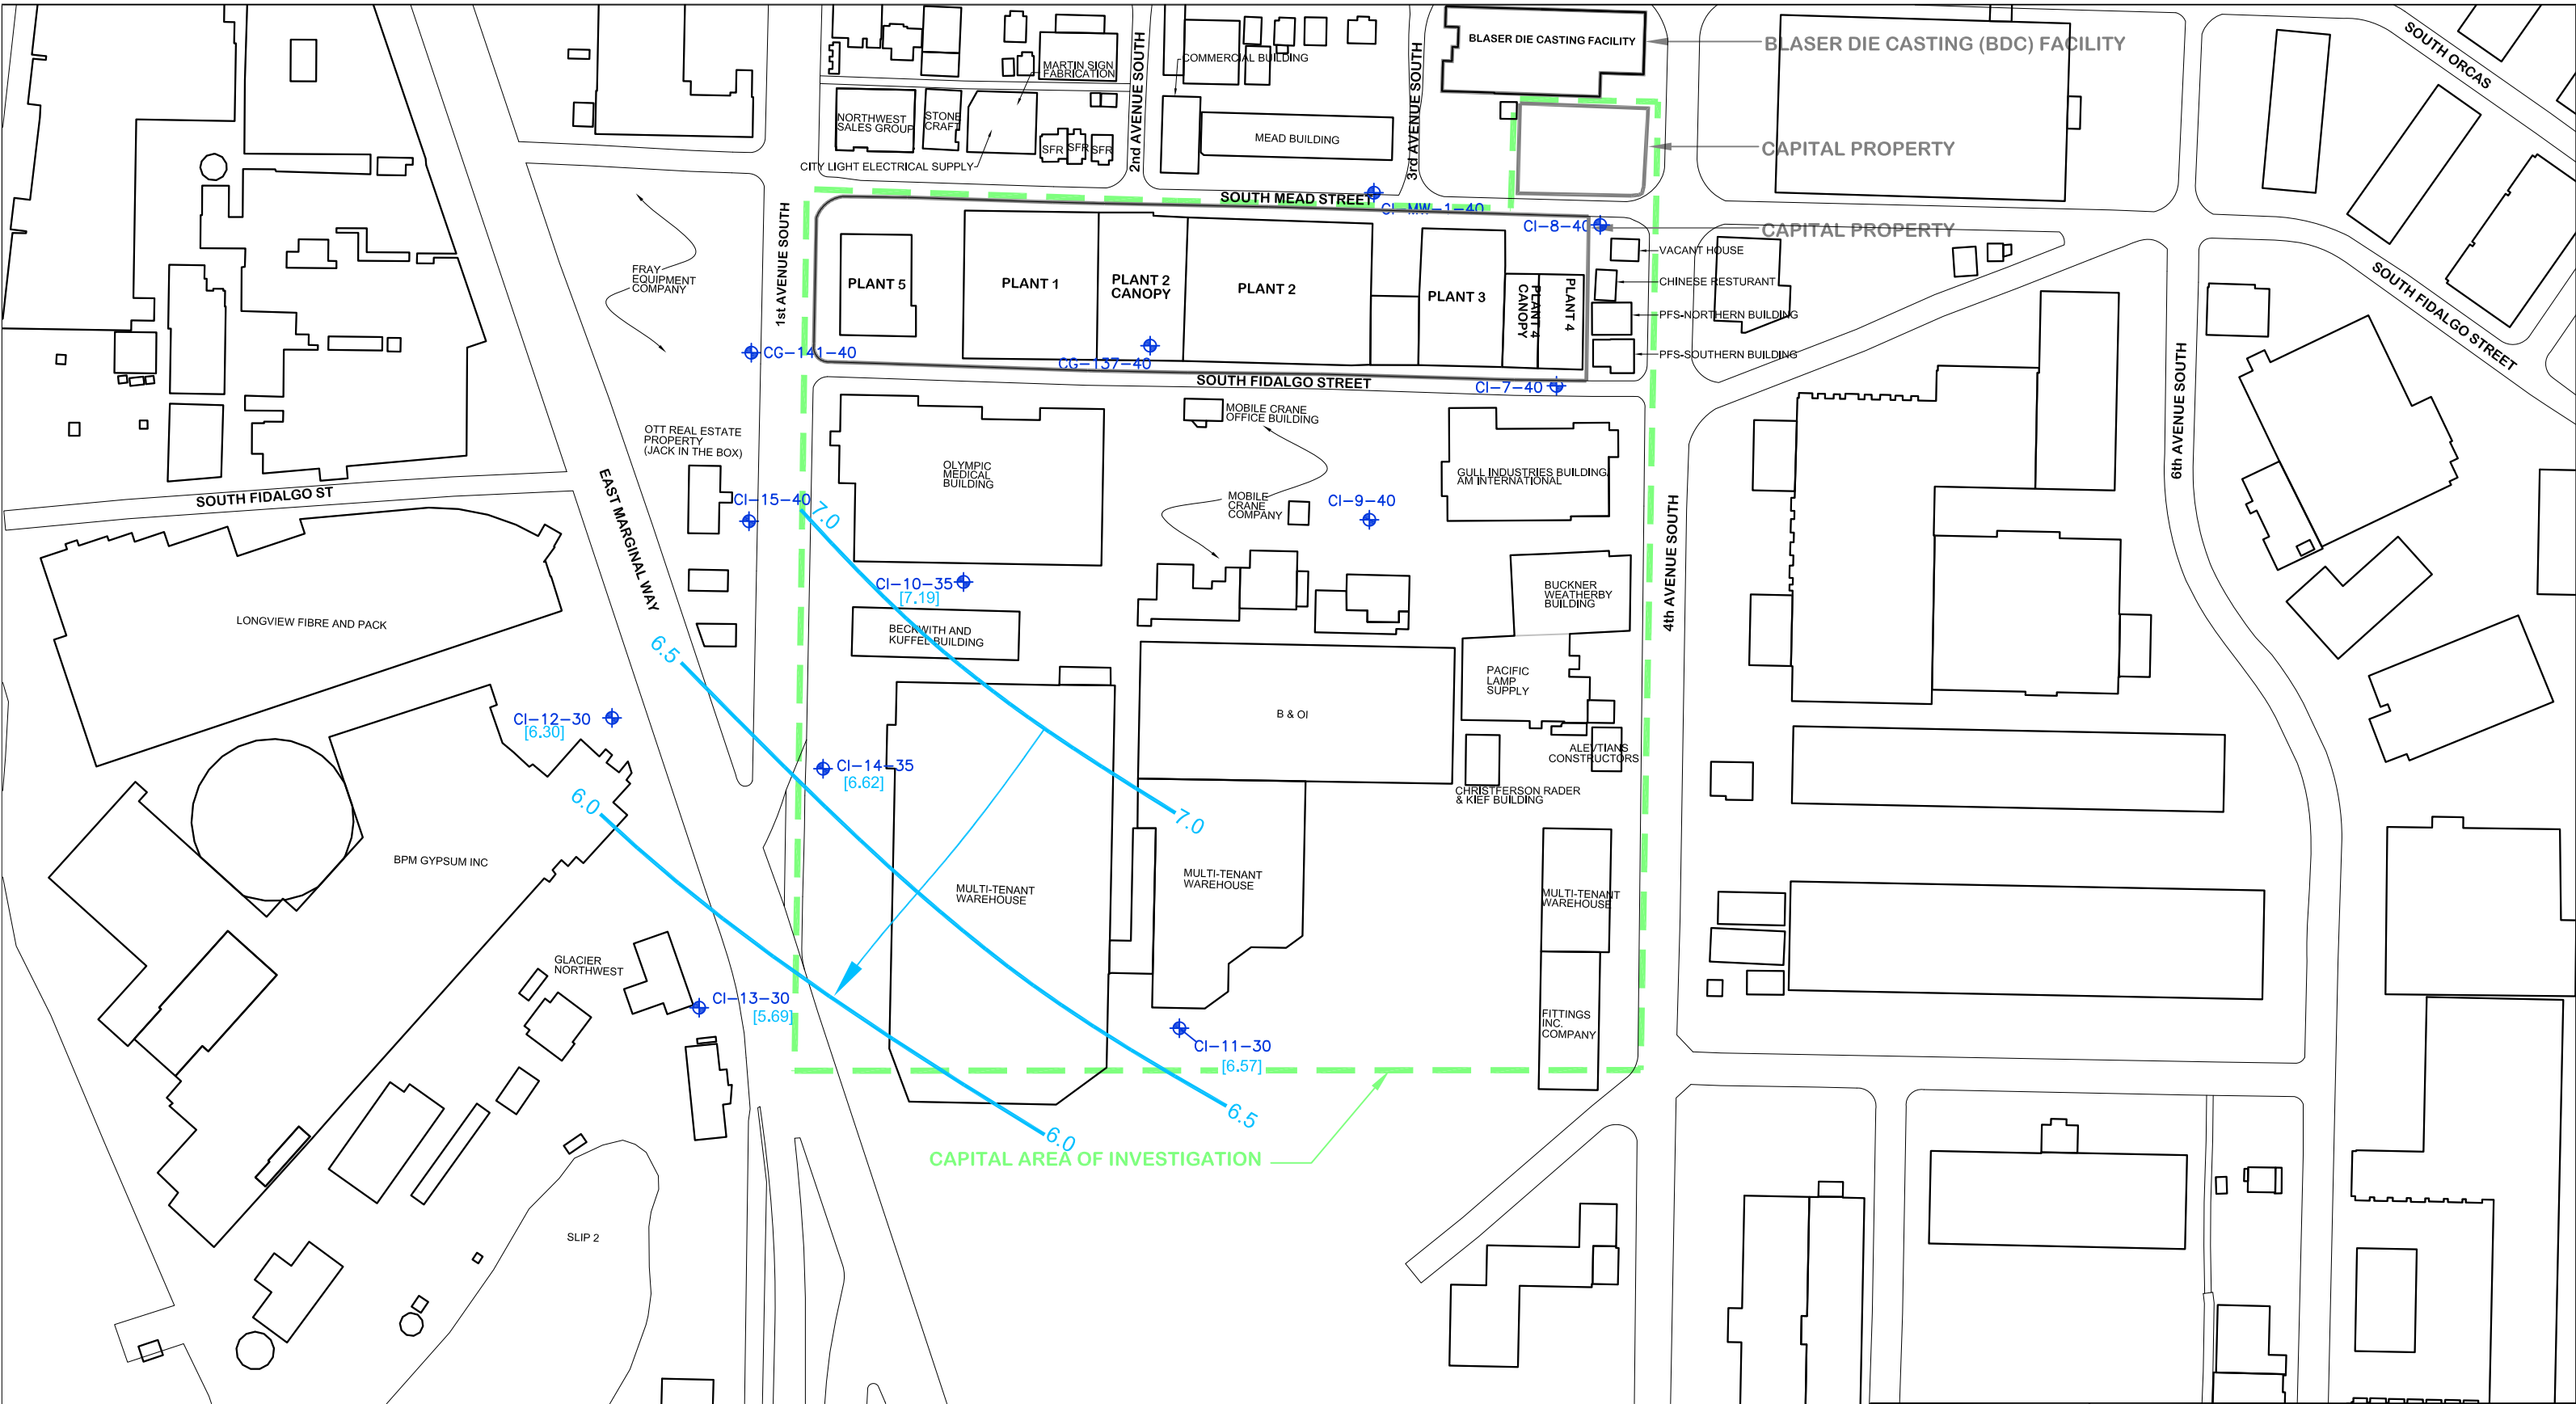 BLASER DIE CASTING FACILITY
BLASER DIE CASTING (BDC) FACILITY
SOUTH ORCAS
MARTIN SIGN
FABRICATION
2nd AVENUE SOUTH
COMMERCIAL BUILDING
3rd AVENUE SOUTH
NORTHWEST
SALES GROUP
STONE
CRAFT
SFR
SFR
SFR
MEAD BUILDING
CAPITAL PROPERTY
CITY LIGHT ELECTRICAL SUPPLY
SOUTH MEAD STREET
CI-MW-1-40
CI-8-40
CAPITAL PROPERTY
1st AVENUE SOUTH
FRAY
EQUIPMENT
COMPANY
PLANT 5
PLANT 1
PLANT 2
CANOPY
PLANT 2
PLANT 3
PLANT 4
CANOPY
PLANT 4
VACANT HOUSE
CHINESE RESTURANT
PFS-NORTHERN BUILDING
PFS-SOUTHERN BUILDING
SOUTH FIDALGO STREET
CG-141-40
CG-137-40
SOUTH FIDALGO STREET
CI-7-40
6th AVENUE SOUTH
MOBILE CRANE
OFFICE BUILDING
OTT REAL ESTATE
PROPERTY
(JACK IN THE BOX)
OLYMPIC
MEDICAL
BUILDING
GULL INDUSTRIES BUILDING
AM INTERNATIONAL
SOUTH FIDALGO ST
EAST MARGINAL WAY
CI-15-40
7.0
MOBILE
CRANE
COMPANY
CI-9-40
4th AVENUE SOUTH
CI-10-35
[7.19]
BUCKNER
WEATHERBY
BUILDING
LONGVIEW FIBRE AND PACK
BECKWITH AND
KUFFEL BUILDING
6.5
PACIFIC
LAMP
SUPPLY
CI-12-30
[6.30]
B & OI
ALEVTIANS
CONSTRUCTORS
CI-14-35
[6.62]
CHRISTFERSON RADER
& KIEF BUILDING
6.0
7.0
BPM GYPSUM INC
MULTI-TENANT
WAREHOUSE
MULTI-TENANT
WAREHOUSE
MULTI-TENANT
WAREHOUSE
GLACIER
NORTHWEST
CI-13-30
[5.69]
FITTINGS
INC.
COMPANY
CI-11-30
[6.57]
6.5
6.0
CAPITAL AREA OF INVESTIGATION
SLIP 2